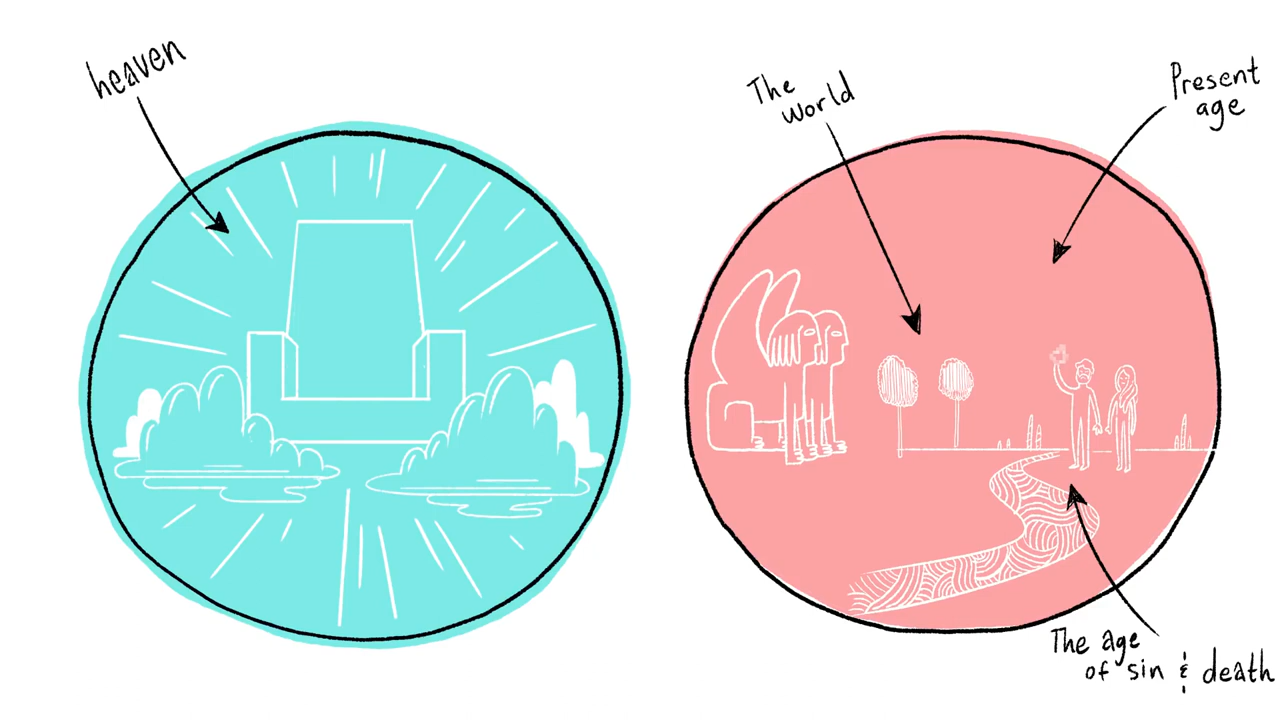 heaven
The
world
Present
age
The age
of sin & death